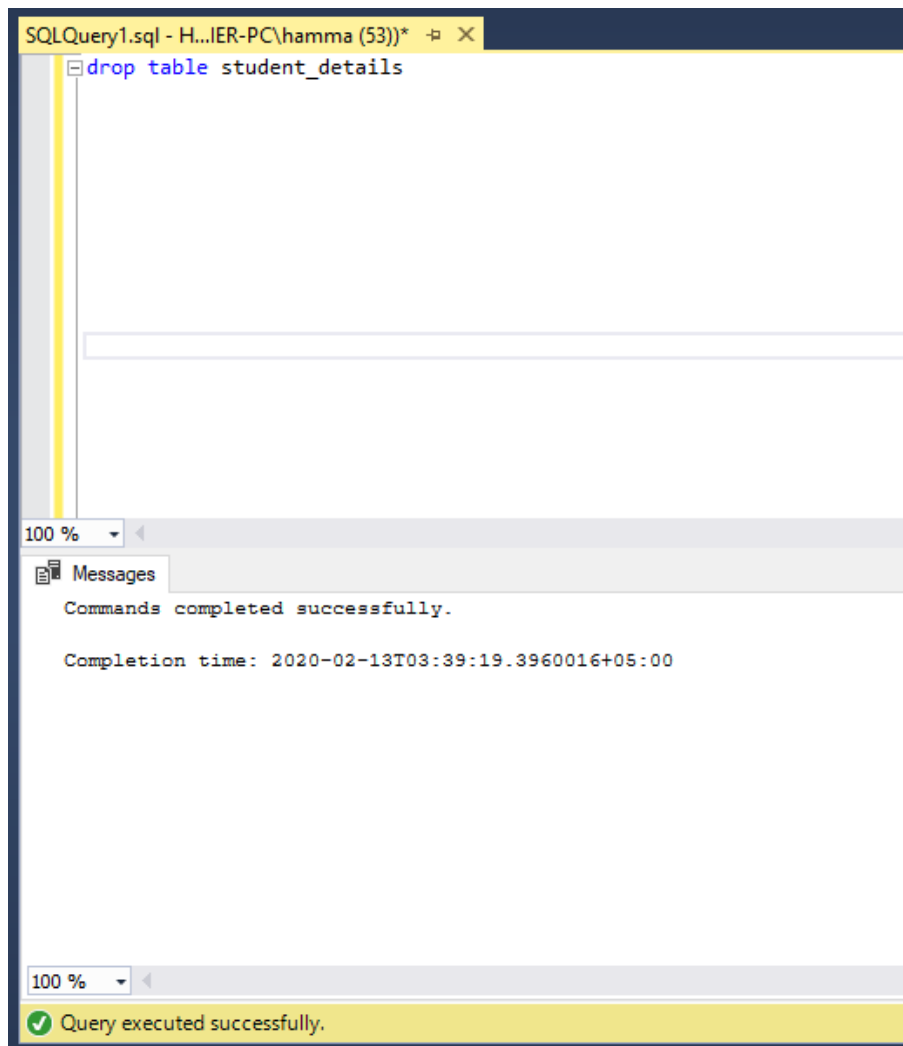 SQLQuery1.sql - H...IER-PC\hamma (53))*
drop table student_details
100 %
Messages
Commands completed successfully.
Completion time: 2020-02-13T03:39:19.3960016+05:00
100 %
Query executed successfully.